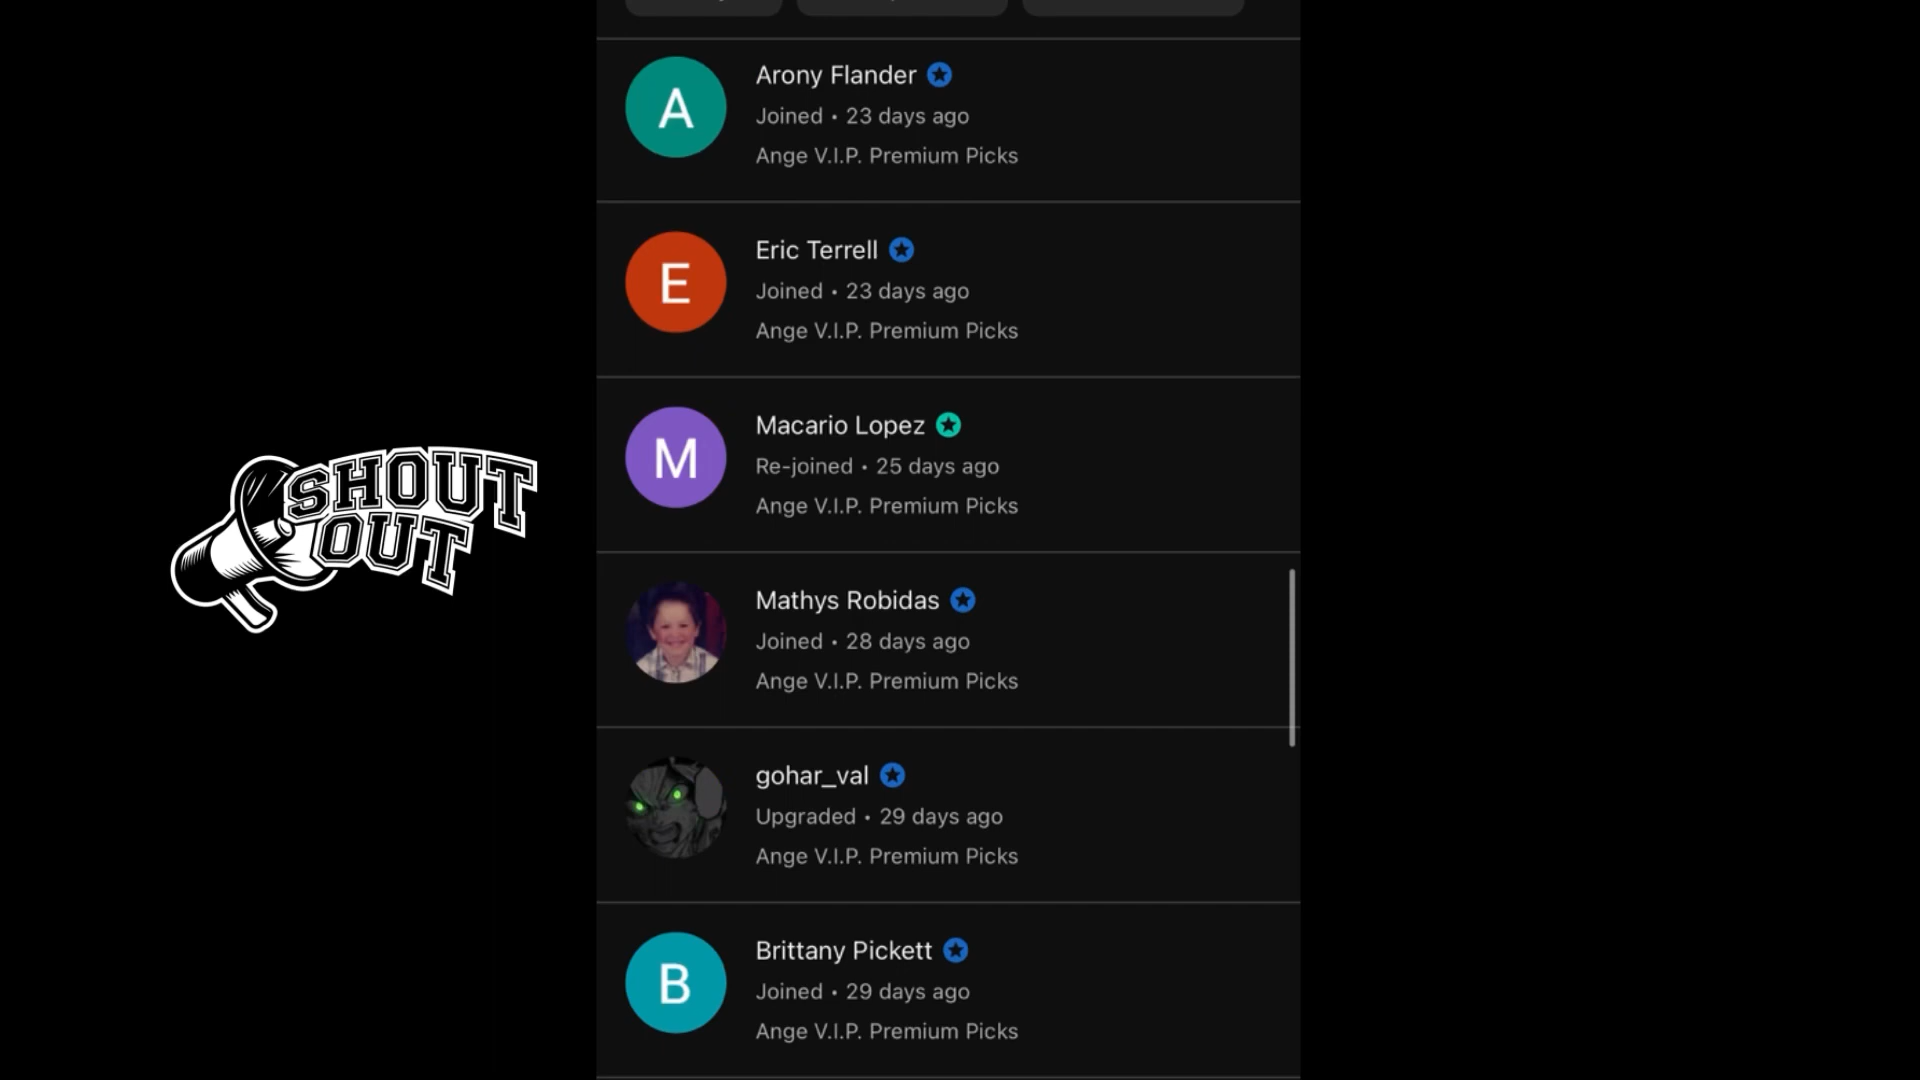 SHOUT
OUT
A
Arony Flander
Joined • 23 days ago
Ange V.I.P. Premium Picks
E
Eric Terrell
Joined • 23 days ago
Ange V.I.P. Premium Picks
M
Macario Lopez
Re-joined • 25 days ago
Ange V.I.P. Premium Picks
Mathys Robidas
Joined • 28 days ago
Ange V.I.P. Premium Picks
gohar_val
Upgraded • 29 days ago
Ange V.I.P. Premium Picks
B
Brittany Pickett
Joined • 29 days ago
Ange V.I.P. Premium Picks